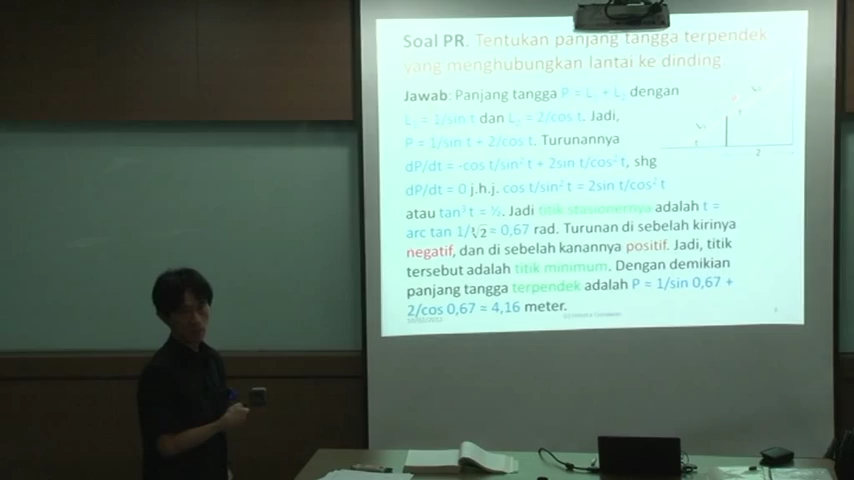 Soal PR. Tentukan panjang tangga terpendek
yang menghubungkan lantai ke dinding.
Jawab: Panjang tangga P = L₁ + L₂ dengan
L₁ = 1/sin t dan L₂ = 2/cos t. Jadi,
P = 1/sin t + 2/cos t. Turunannya
dP/dt = -cos t/sin² t + 2sin t/cos² t, shg
dP/dt = 0 j.h.j. cos t/sin² t = 2sin t/cos² t
atau tan³ t = ½. Jadi titik stasionernya adalah t =
arc tan 1/∛2 ≈ 0,67 rad. Turunan di sebelah kirinya
negatif, dan di sebelah kanannya positif. Jadi, titik
tersebut adalah titik minimum. Dengan demikian
panjang tangga terpendek adalah P = 1/sin 0,67 +
2/cos 0,67 ≈ 4,16 meter.
2